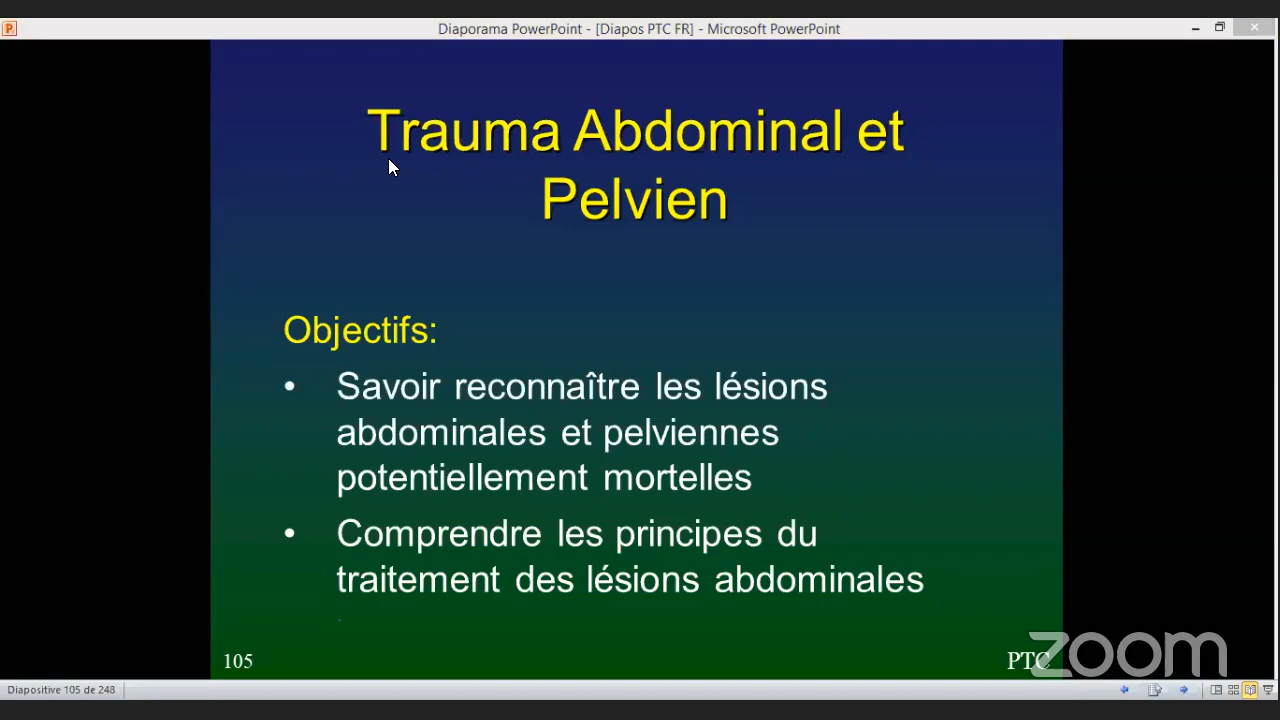 Diaporama PowerPoint - [Diapos PTC FR] - Microsoft PowerPoint
Trauma Abdominal et
Pelvien
Objectifs:
• Savoir reconnaître les lésions
abdominales et pelviennes
potentiellement mortelles
• Comprendre les principes du
traitement des lésions abdominales
105
PTC
zoom
Diapositive 105 de 248